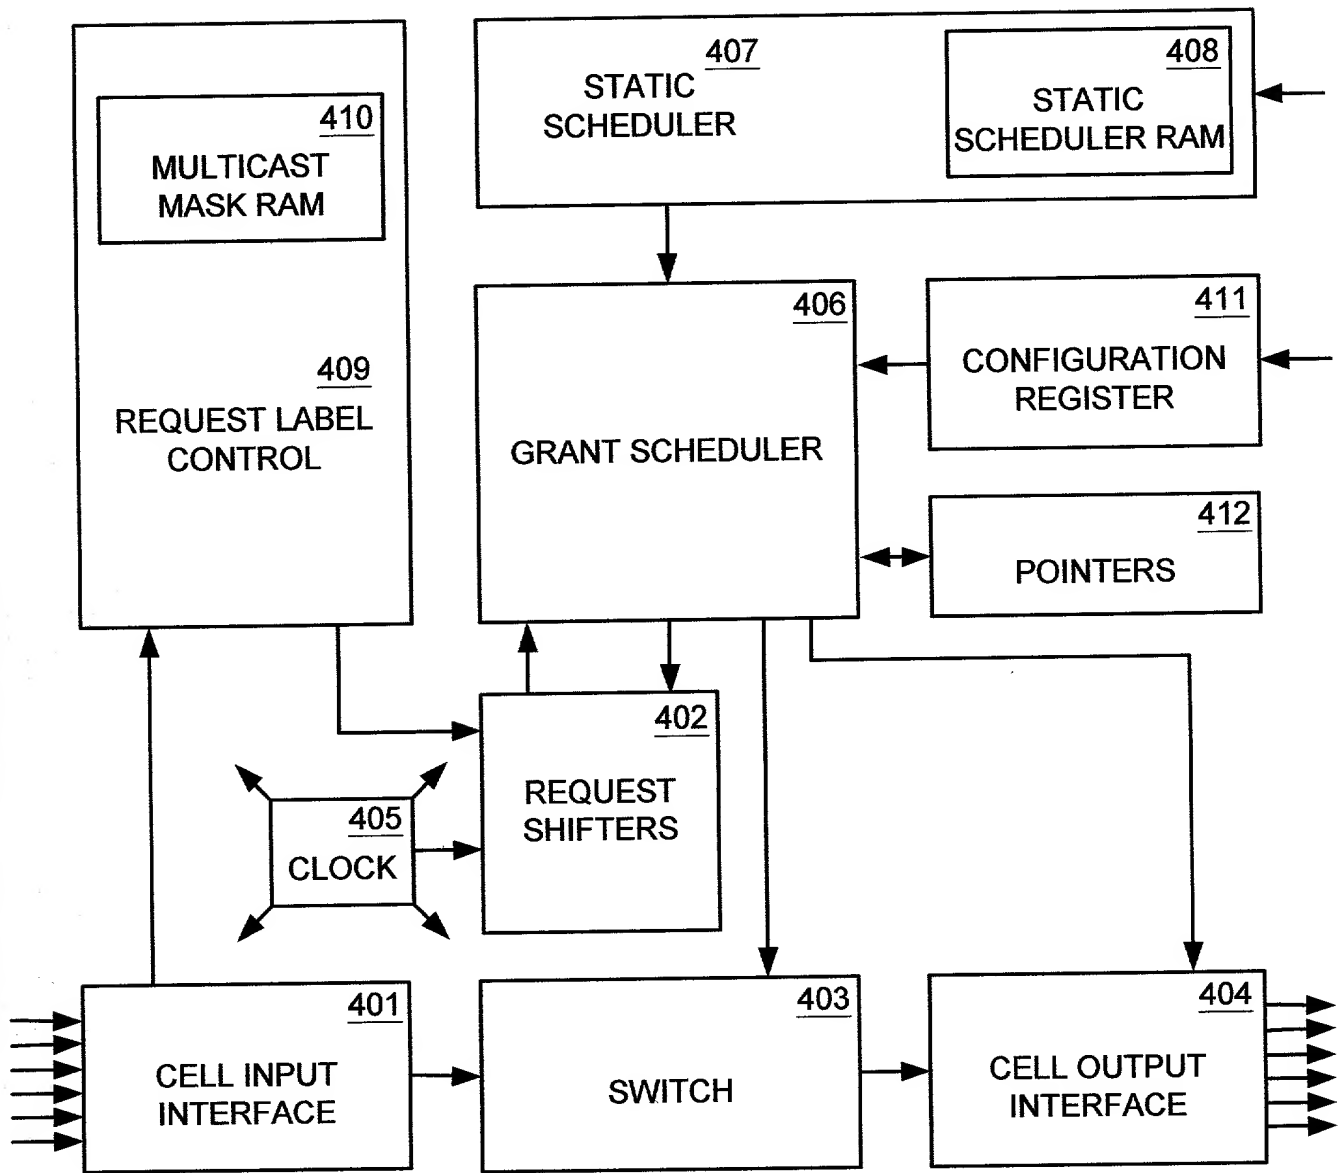 410
MULTICAST
MASK RAM
409
REQUEST LABEL
CONTROL
407
STATIC
SCHEDULER
408
STATIC
SCHEDULER RAM
406
GRANT SCHEDULER
411
CONFIGURATION
REGISTER
412
POINTERS
402
REQUEST
SHIFTERS
405
CLOCK
401
CELL INPUT
INTERFACE
403
SWITCH
404
CELL OUTPUT
INTERFACE